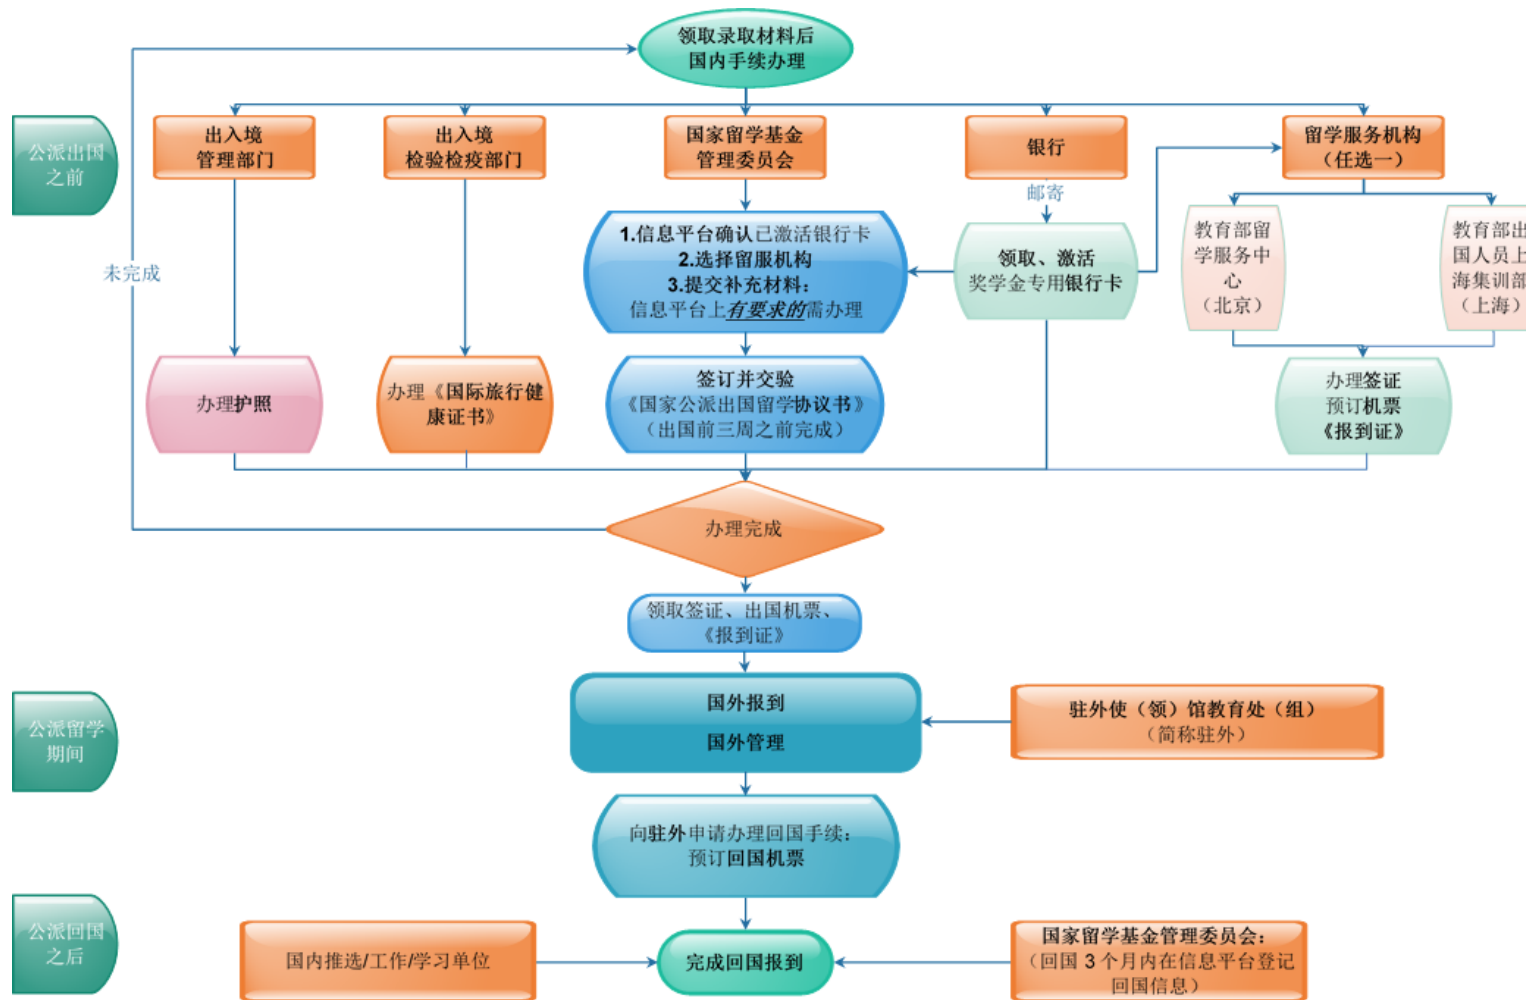 领取录取材料后
国内手续办理
公派出国
之前
出入境
管理部门
出入境
检验检疫部门
国家留学基金
管理委员会
银行
留学服务机构
（任选一）
邮寄
未完成
1.信息平台确认已激活银行卡
2.选择留服机构
3.提交补充材料：
信息平台上有要求的需办理
领取、激活
奖学金专用银行卡
教育部留
学服务中
心
（北京）
教育部出
国人员上
海集训部
（上海）
办理护照
办理《国际旅行健
康证书》
签订并交验
《国家公派出国留学协议书》
（出国前三周之前完成）
办理签证
预订机票
《报到证》
办理完成
领取签证、出国机票、
《报到证》
公派留学
期间
国外报到
国外管理
驻外使（领）馆教育处（组）
（简称驻外）
向驻外申请办理回国手续：
预订回国机票
公派回国
之后
国内推选/工作/学习单位
完成回国报到
国家留学基金管理委员会：
（回国 3 个月内在信息平台登记
回国信息）